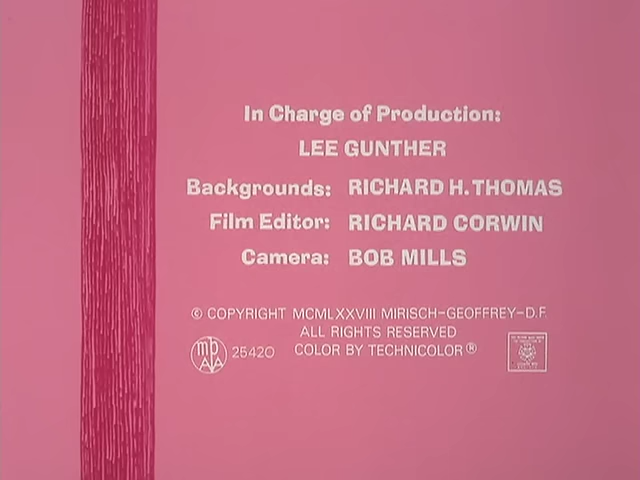 In Charge of Production:
LEE GUNTHER
Backgrounds: RICHARD H. THOMAS
Film Editor: RICHARD CORWIN
Camera: BOB MILLS
© COPYRIGHT MCMLXXVIII MIRISCH-GEOFFREY-D.F.
ALL RIGHTS RESERVED
MPAA 25420 COLOR BY TECHNICOLOR®